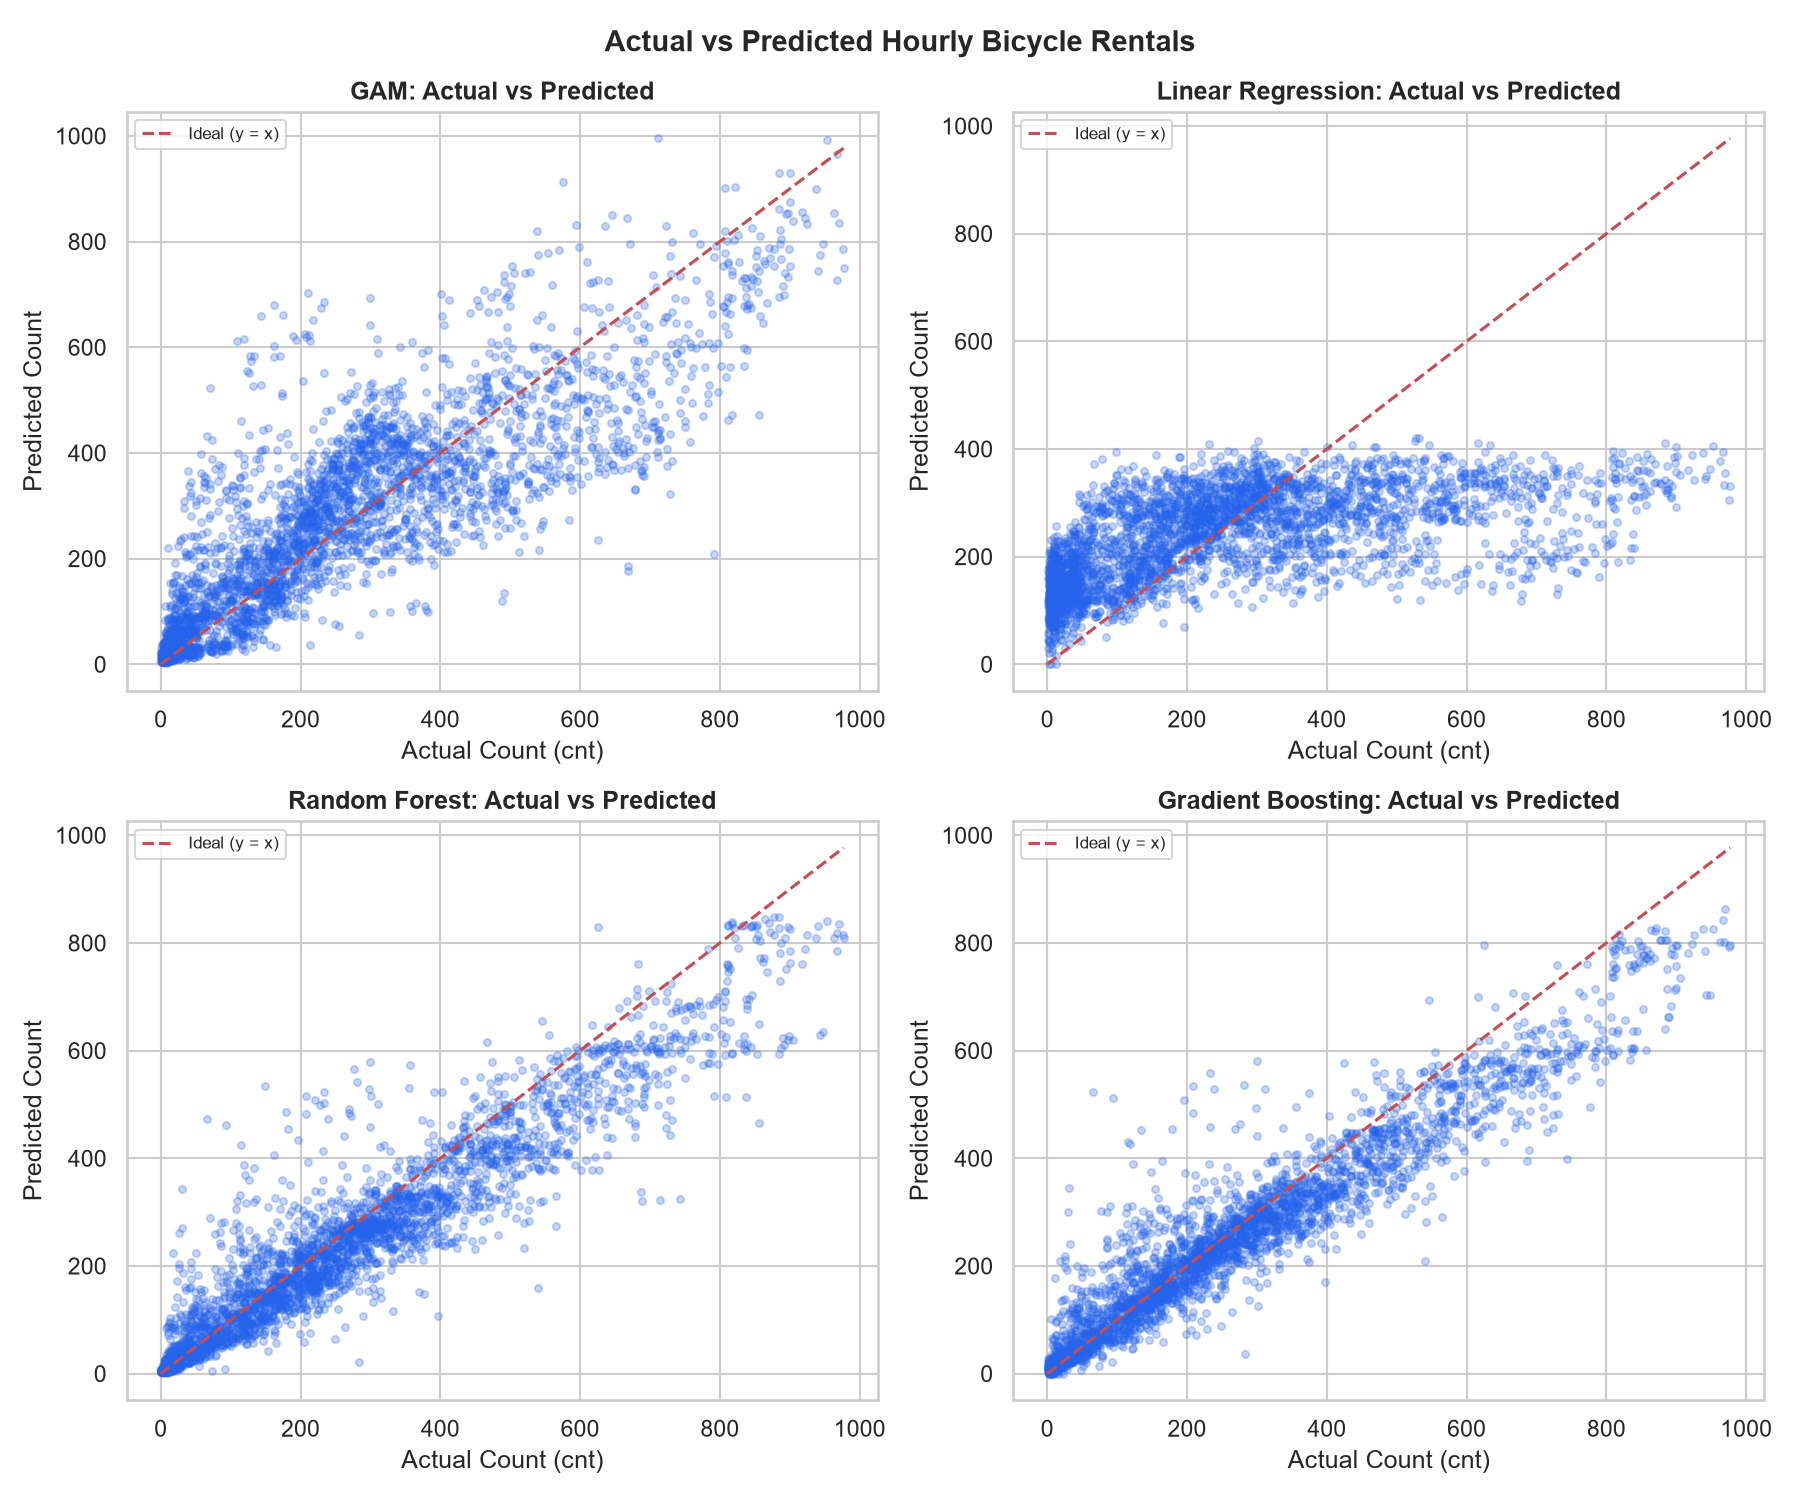 Actual vs Predicted Hourly Bicycle Rentals
GAM: Actual vs Predicted
Ideal (y = x)
1000
800
600
400
200
0
Predicted Count
0 200 400 600 800 1000
Actual Count (cnt)
Linear Regression: Actual vs Predicted
Ideal (y = x)
1000
800
600
400
200
0
Predicted Count
0 200 400 600 800 1000
Actual Count (cnt)
Random Forest: Actual vs Predicted
Ideal (y = x)
1000
800
600
400
200
0
Predicted Count
0 200 400 600 800 1000
Actual Count (cnt)
Gradient Boosting: Actual vs Predicted
Ideal (y = x)
1000
800
600
400
200
0
Predicted Count
0 200 400 600 800 1000
Actual Count (cnt)